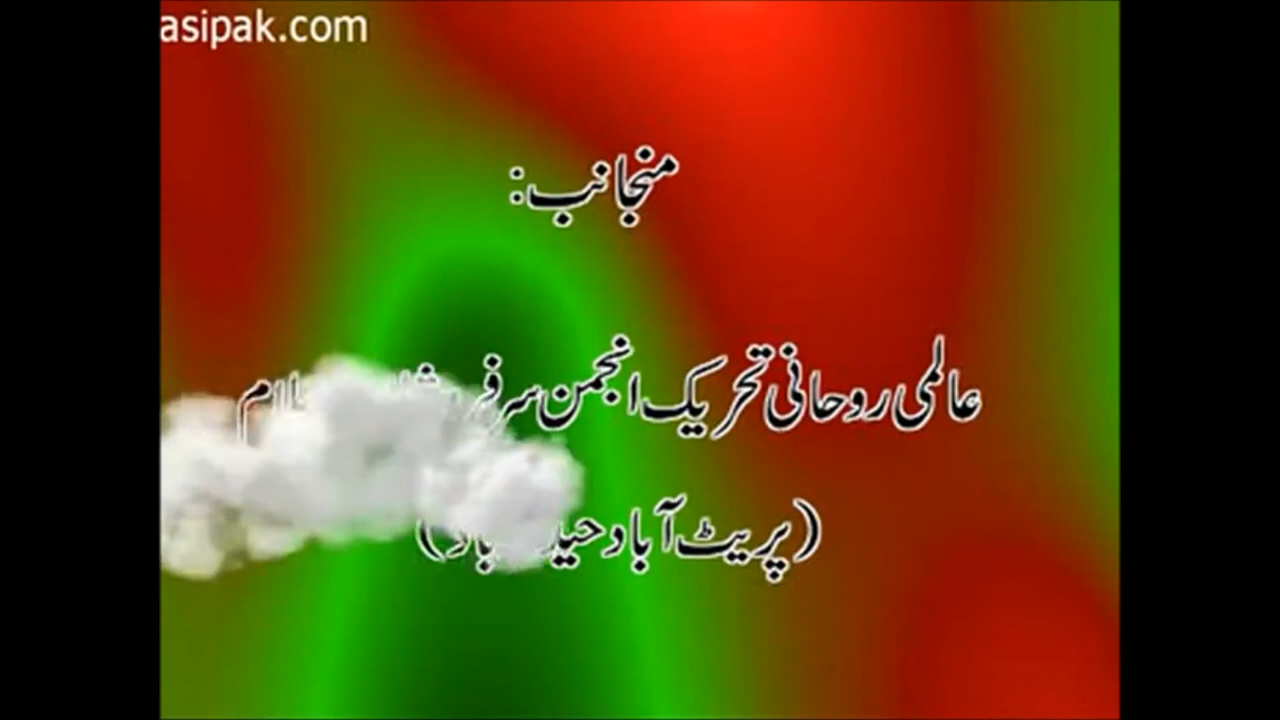 asipak.com
منجانب:
عالمی روحانی تحریک انجمن
(پریٹ آباد